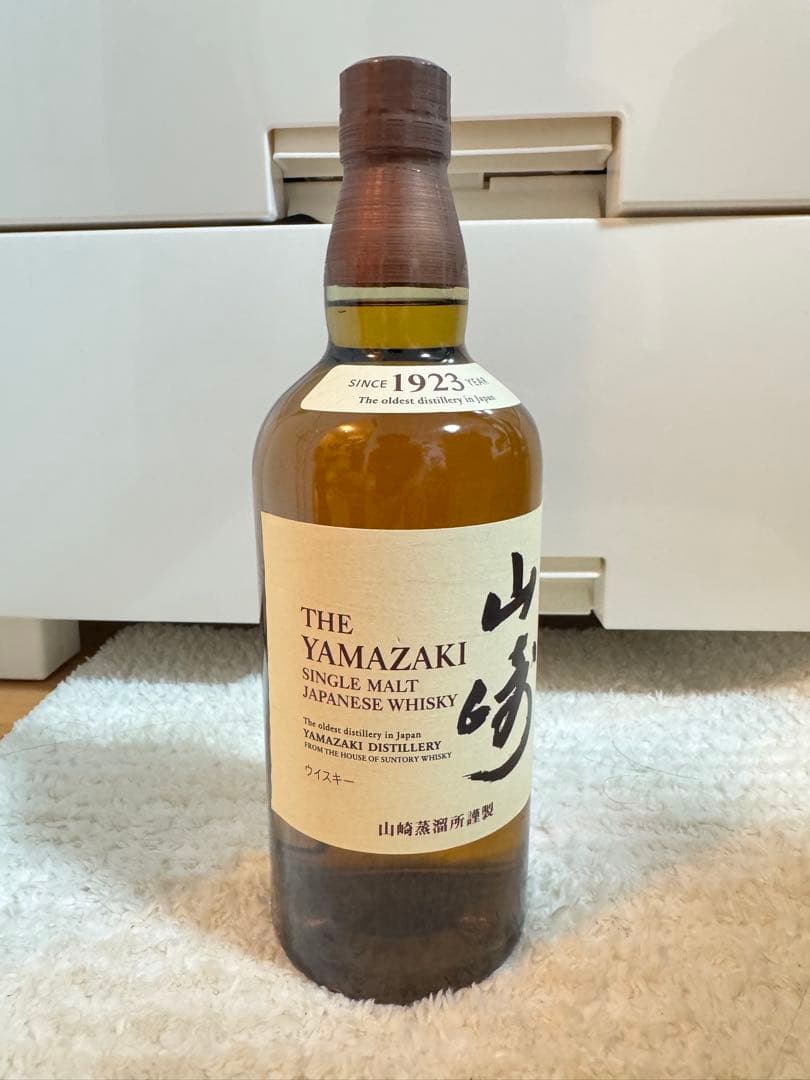 SINCE 1923 YEAR
The oldest distillery in Japan
THE
YAMAZAKI
SINGLE MALT
JAPANESE WHISKY
The oldest distillery in Japan
YAMAZAKI DISTILLERY
FROM THE HOUSE OF SUNTORY WHISKY
ウイスキー
山崎
山崎蒸溜所謹製